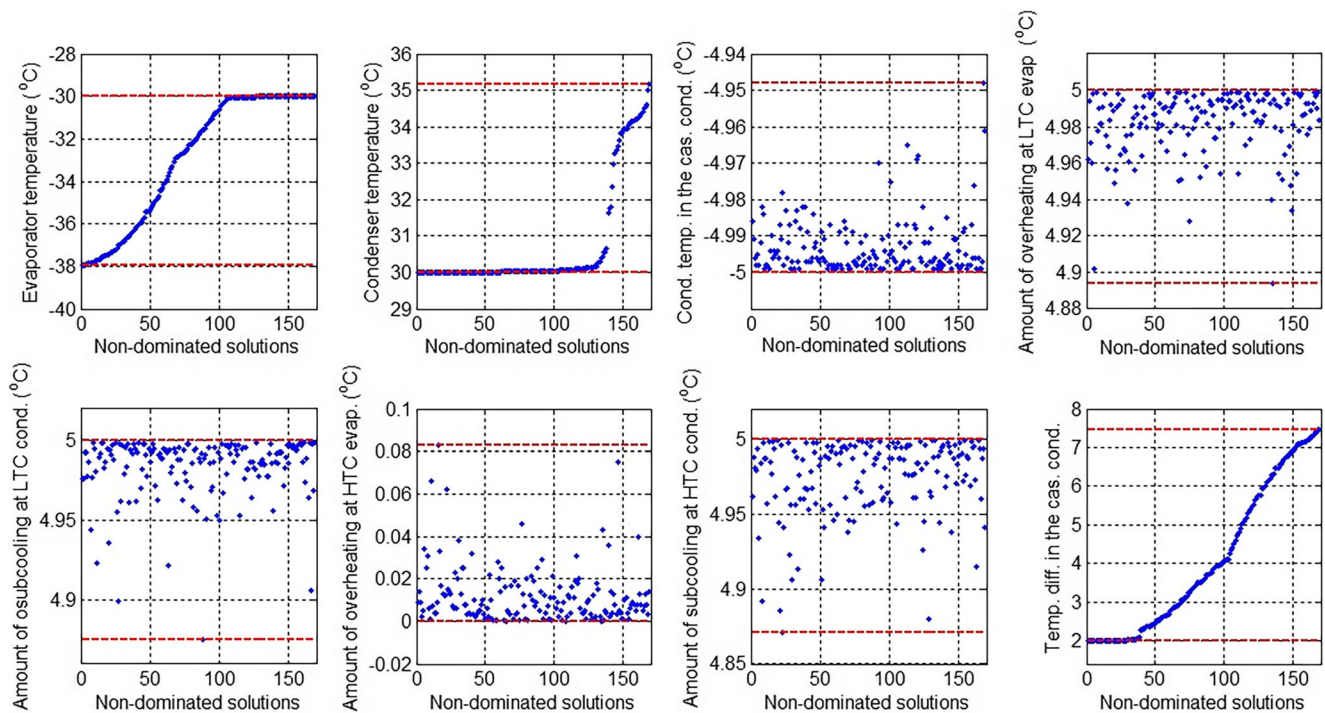 Evaporator temperature (°C)
-28
-30
-32
-34
-36
-38
-40
0 50 100 150
Non-dominated solutions
Condenser temperature (°C)
36
35
34
33
32
31
30
29
0 50 100 150
Non-dominated solutions
Cond. temp. in the cas. cond. (°C)
-4.94
-4.95
-4.96
-4.97
-4.98
-4.99
-5
0 50 100 150
Non-dominated solutions
Amount of overheating at LTC evap (°C)
5
4.98
4.96
4.94
4.92
4.9
4.88
0 50 100 150
Non-dominated solutions
Amount of osubcooling at LTC cond. (°C)
5
4.95
4.9
0 50 100 150
Non-dominated solutions
Amount of overheating at HTC evap. (°C)
0.1
0.08
0.06
0.04
0.02
0
-0.02
0 50 100 150
Non-dominated solutions
Amount of subcooling at HTC cond. (°C)
5
4.95
4.9
4.85
0 50 100 150
Non-dominated solutions
Temp. diff. in the cas. cond.
8
7
6
5
4
3
2
0 50 100 150
Non-dominated solutions